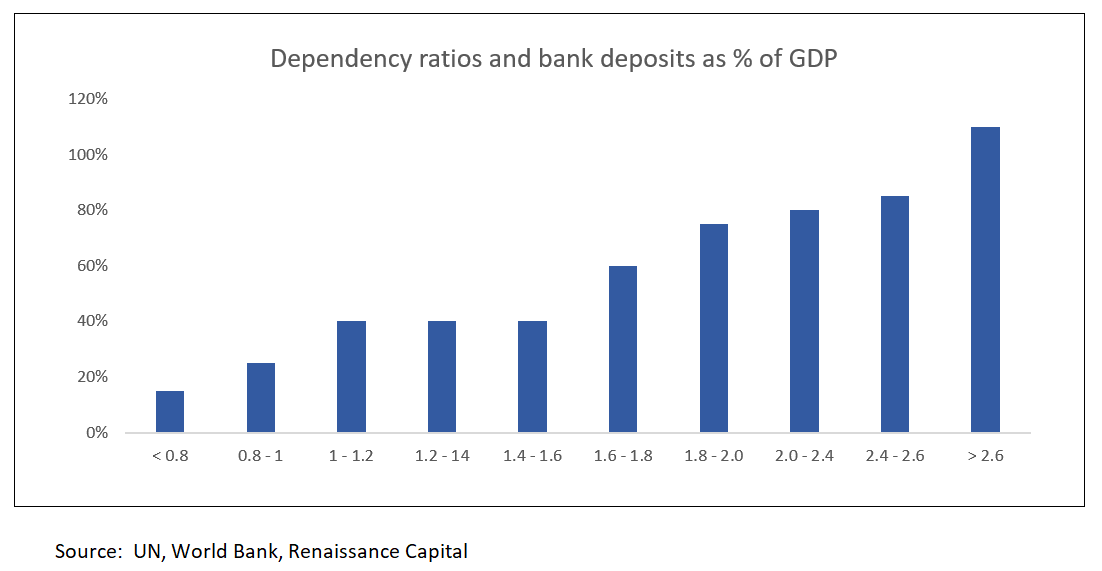 Dependency ratios and bank deposits as % of GDP
120%
100%
80%
60%
40%
20%
0%
< 0.8
0.8 - 1
1 - 1.2
1.2 - 14
1.4 - 1.6
1.6 - 1.8
1.8 - 2.0
2.0 - 2.4
2.4 - 2.6
> 2.6
Source:  UN, World Bank, Renaissance Capital